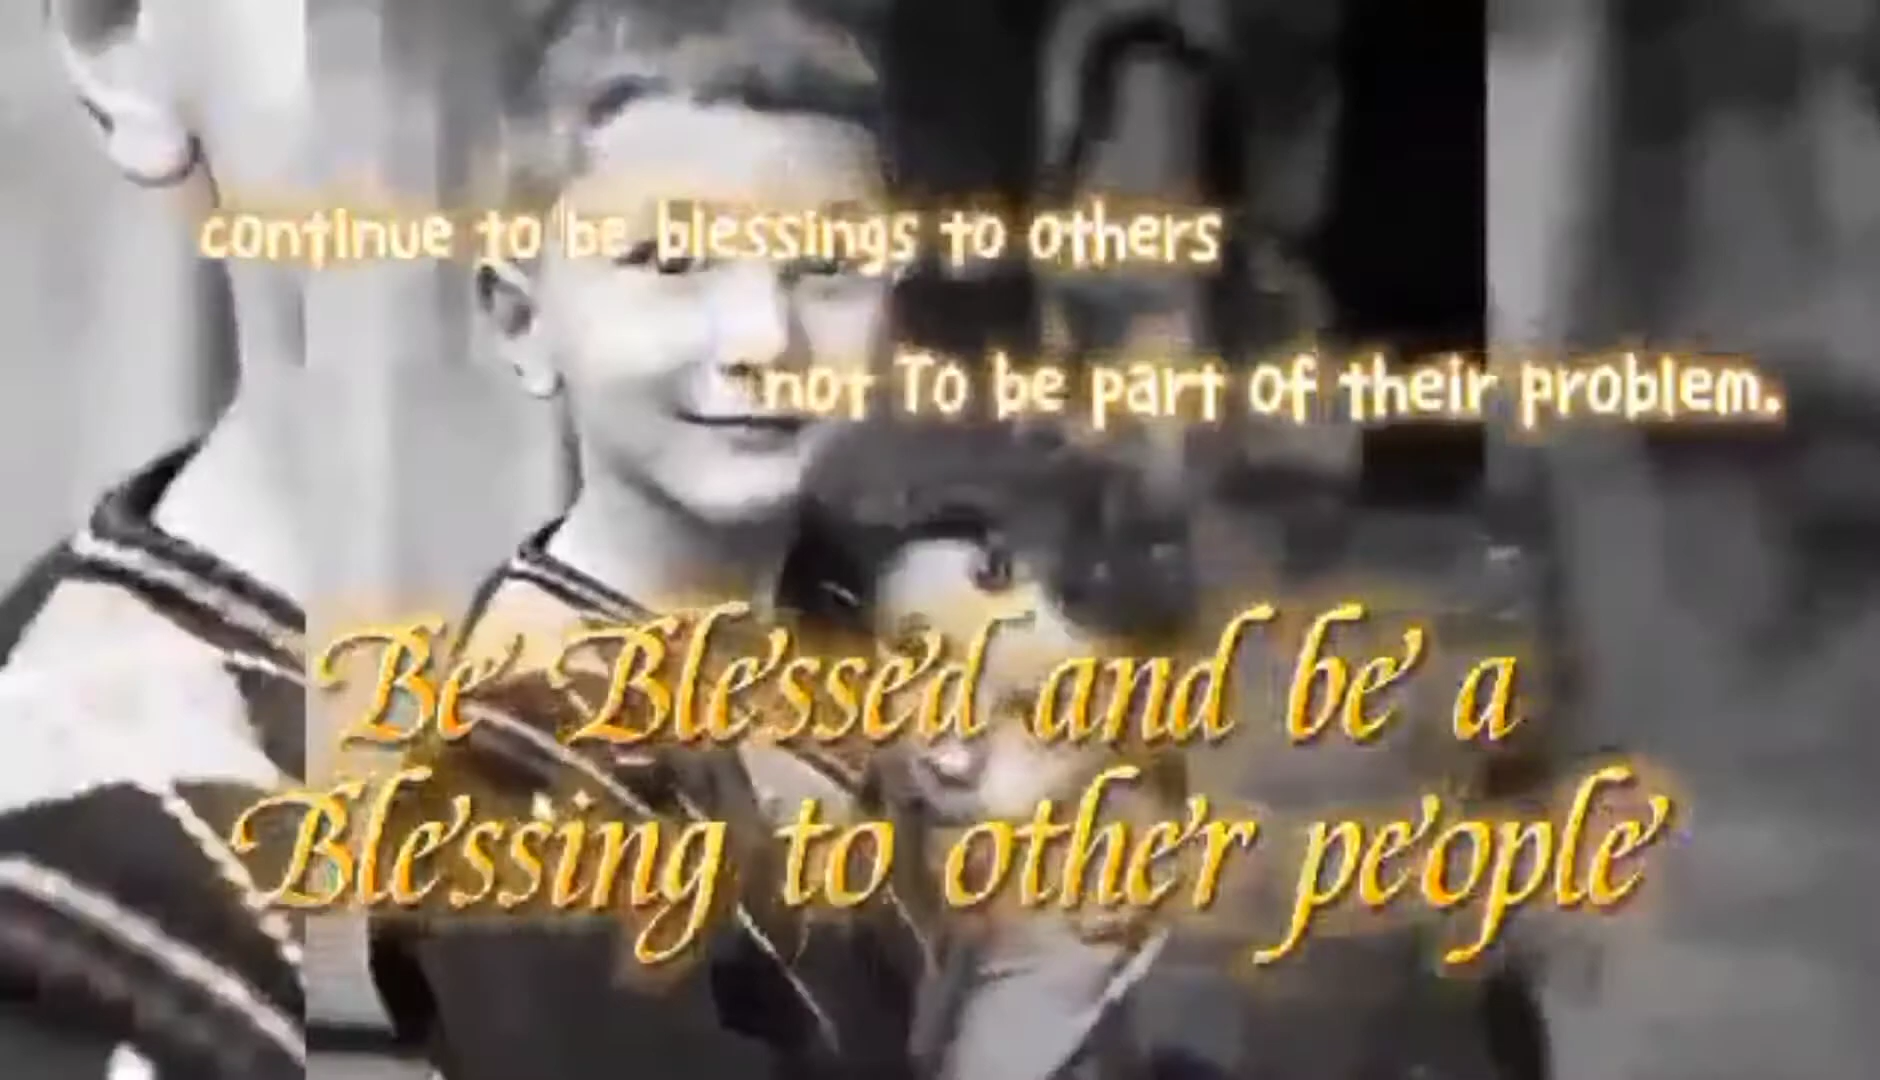 continue to be blessings to others
not To be part of their problem.
Be Blessed and be a
Blessing to other people